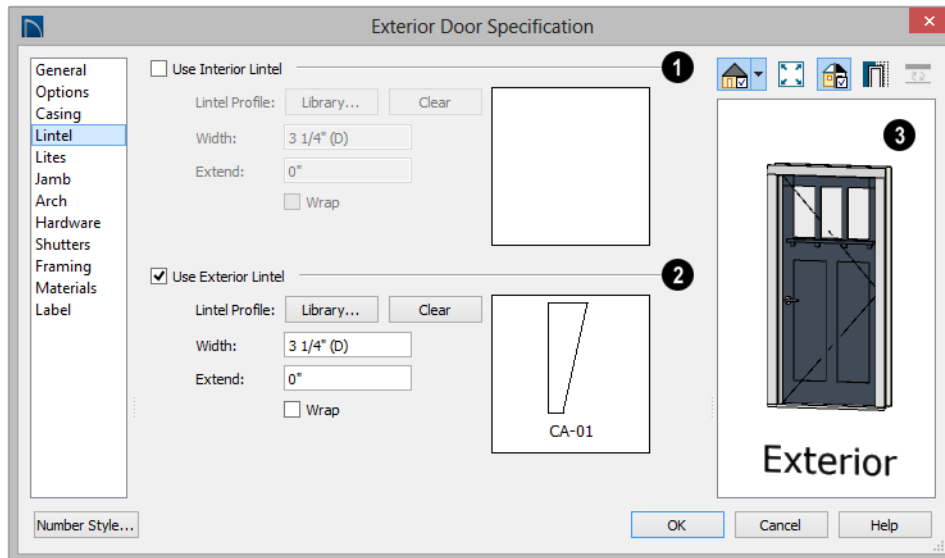 Exterior Door Specification
General
Options
Casing
Lintel
Lites
Jamb
Arch
Hardware
Shutters
Framing
Materials
Label
Use Interior Lintel
1
Lintel Profile: Library... Clear
Width: 3 1/4" (D)
Extend: 0"
Wrap
Use Exterior Lintel
2
Lintel Profile: Library... Clear
Width: 3 1/4" (D)
Extend: 0"
Wrap
CA-01
3
Exterior
Number Style... OK Cancel Help